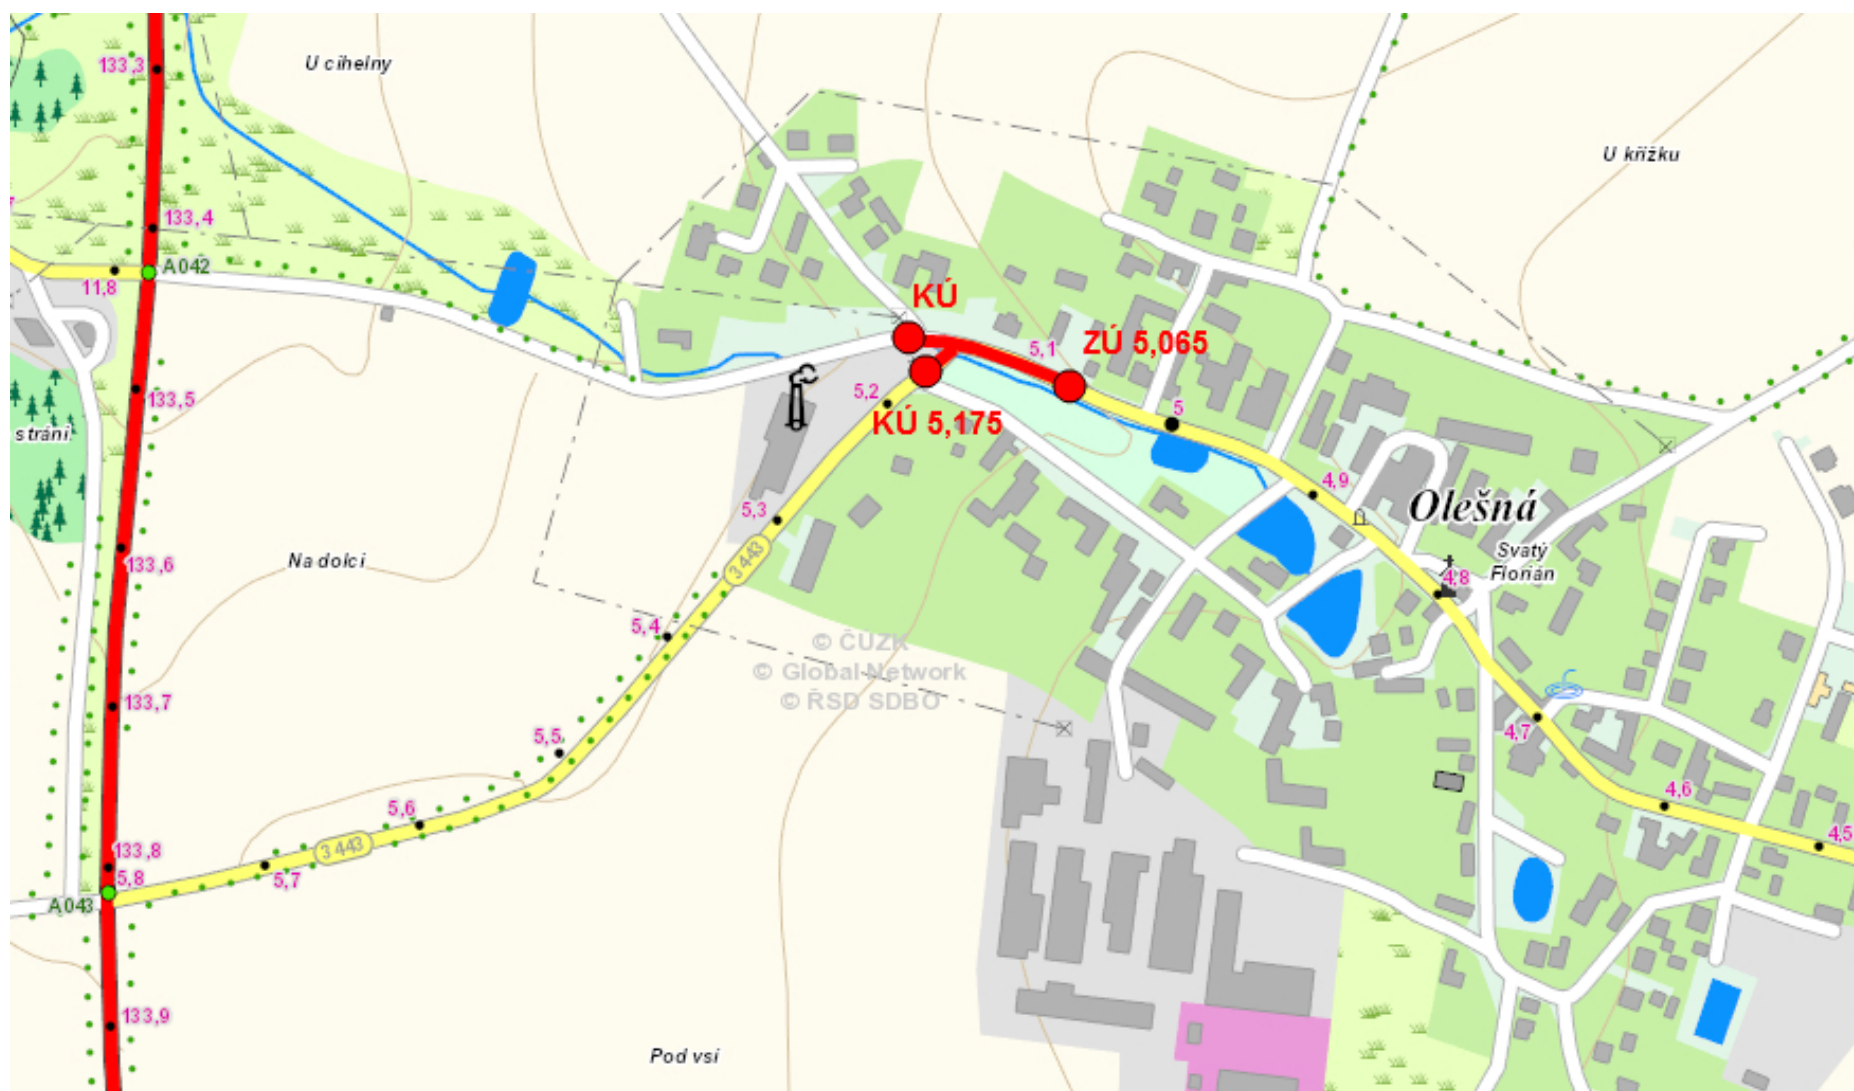 133,3
U cihelny
U křížku
133,4
A042
11,8
KÚ
5,1
ZÚ 5,065
133,5
5,2
KÚ 5,175
5
stráni
4,9
Olešná
5,3
3 443
Svatý
Florián
133,6
Na dolci
4,8
5,4
© ČÚZK
© Global Network
© ŘSD SDBO
133,7
5,5
4,7
5,6
4,6
3 443
4,5
133,8
5,8
5,7
A043
133,9
Pod vsí